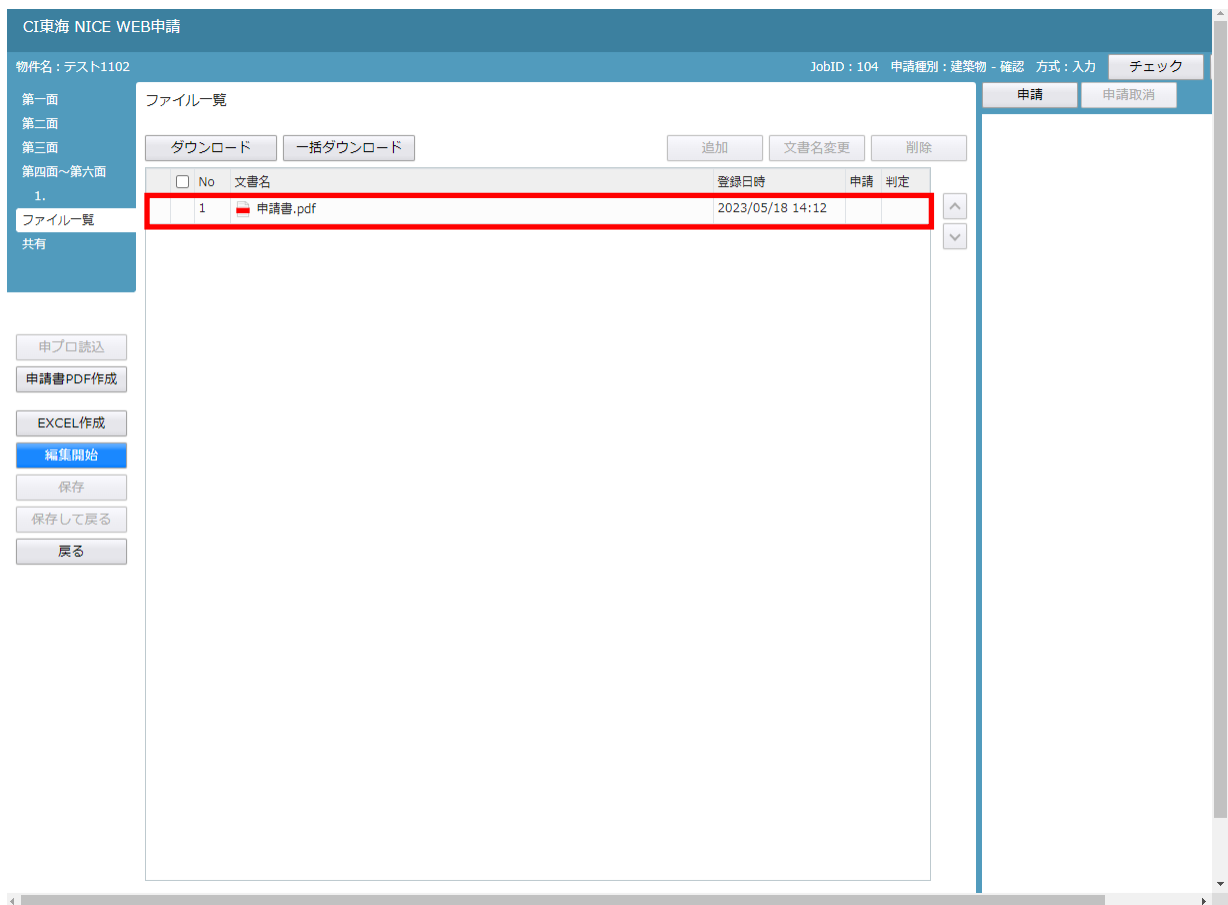 CI東海 NICE WEB申請
物件名：テスト1102
JobID：104 申請種別：建築物 - 確認 方式：入力 チェック
第一面
第二面
第三面
第四面～第六面
1.
ファイル一覧
共有
申プロ読込
申請書PDF作成
EXCEL作成
編集開始
保存
保存して戻る
戻る
ファイル一覧
ダウンロード 一括ダウンロード 追加 文書名変更 削除
No 文書名 登録日時 申請 判定
1 申請書.pdf 2023/05/18 14:12
申請 申請取消